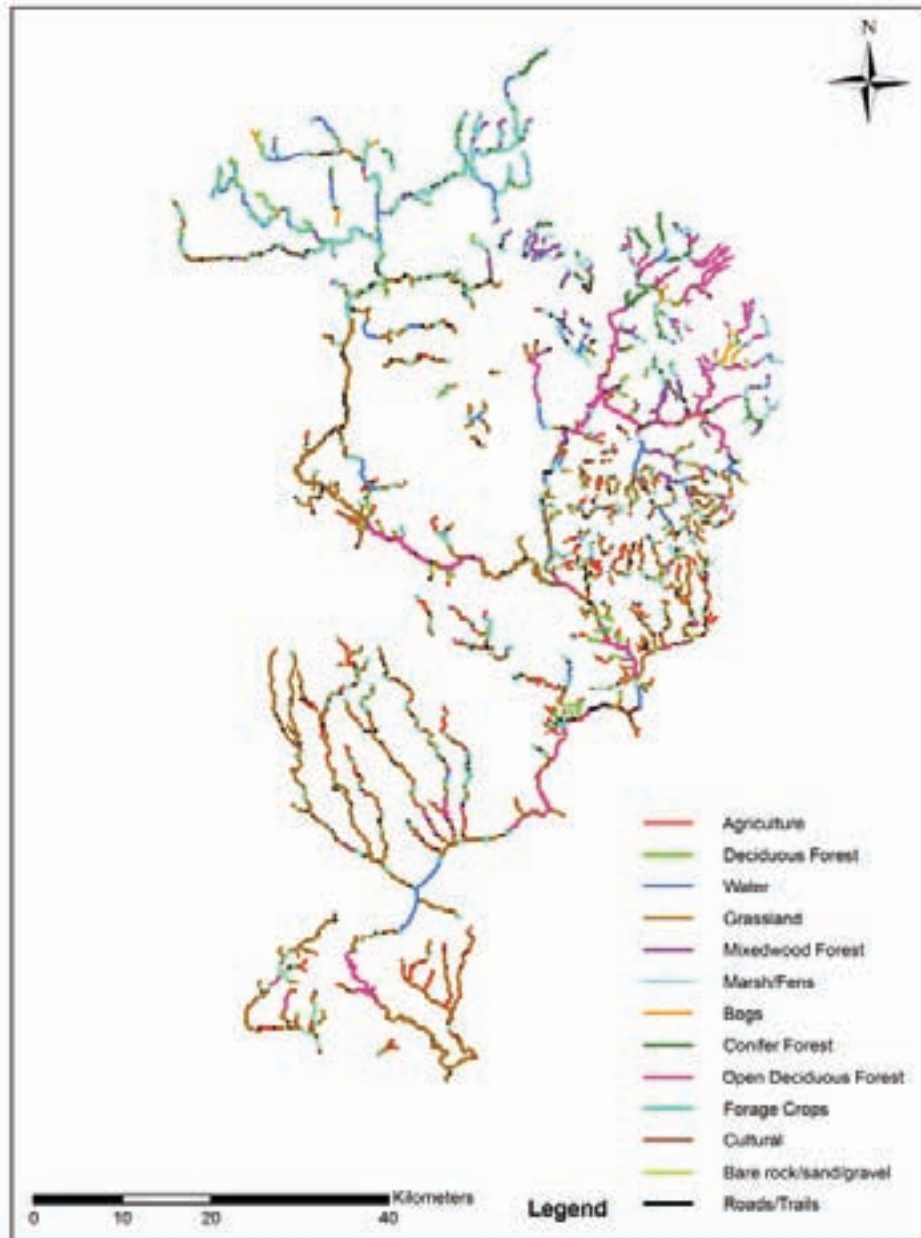 N
Agriculture
Deciduous Forest
Water
Grassland
Mixedwood Forest
Marsh/Fens
Bogs
Conifer Forest
Open Deciduous Forest
Forage Crops
Cultural
Bare rock/sand/gravel
Roads/Trails
Legend
Kilometers
0 10 20 40